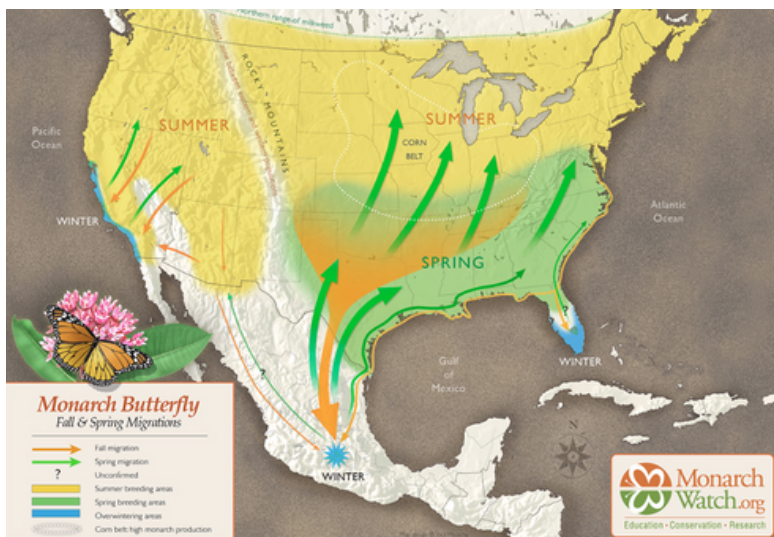 Northern range of milkweed
ROCKY MOUNTAINS
Pacific
Ocean
SUMMER
SUMMER
CORN
BELT
WINTER
Atlantic
Ocean
SPRING
?
?
Gulf
of
Mexico
WINTER
WINTER
N
Monarch Butterfly
Fall & Spring Migrations
Fall migration
Spring migration
? Unconfirmed
Summer breeding areas
Spring breeding areas
Overwintering areas
Corn belt: high monarch production
Monarch
Watch.org
Education • Conservation • Research